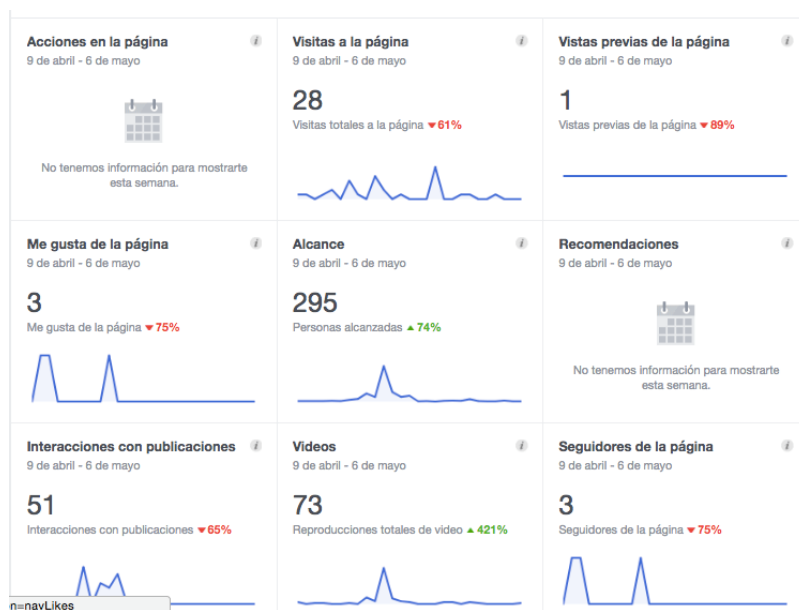 Acciones en la página
9 de abril - 6 de mayo
No tenemos información para mostrarte
esta semana.
Visitas a la página
9 de abril - 6 de mayo
28
Visitas totales a la página ▼61%
Vistas previas de la página
9 de abril - 6 de mayo
1
Vistas previas de la página ▼89%
Me gusta de la página
9 de abril - 6 de mayo
3
Me gusta de la página ▼75%
Alcance
9 de abril - 6 de mayo
295
Personas alcanzadas ▲74%
Recomendaciones
9 de abril - 6 de mayo
No tenemos información para mostrarte
esta semana.
Interacciones con publicaciones
9 de abril - 6 de mayo
51
Interacciones con publicaciones ▼65%
Videos
9 de abril - 6 de mayo
73
Reproducciones totales de video ▲421%
Seguidores de la página
9 de abril - 6 de mayo
3
Seguidores de la página ▼75%
n=navLikes